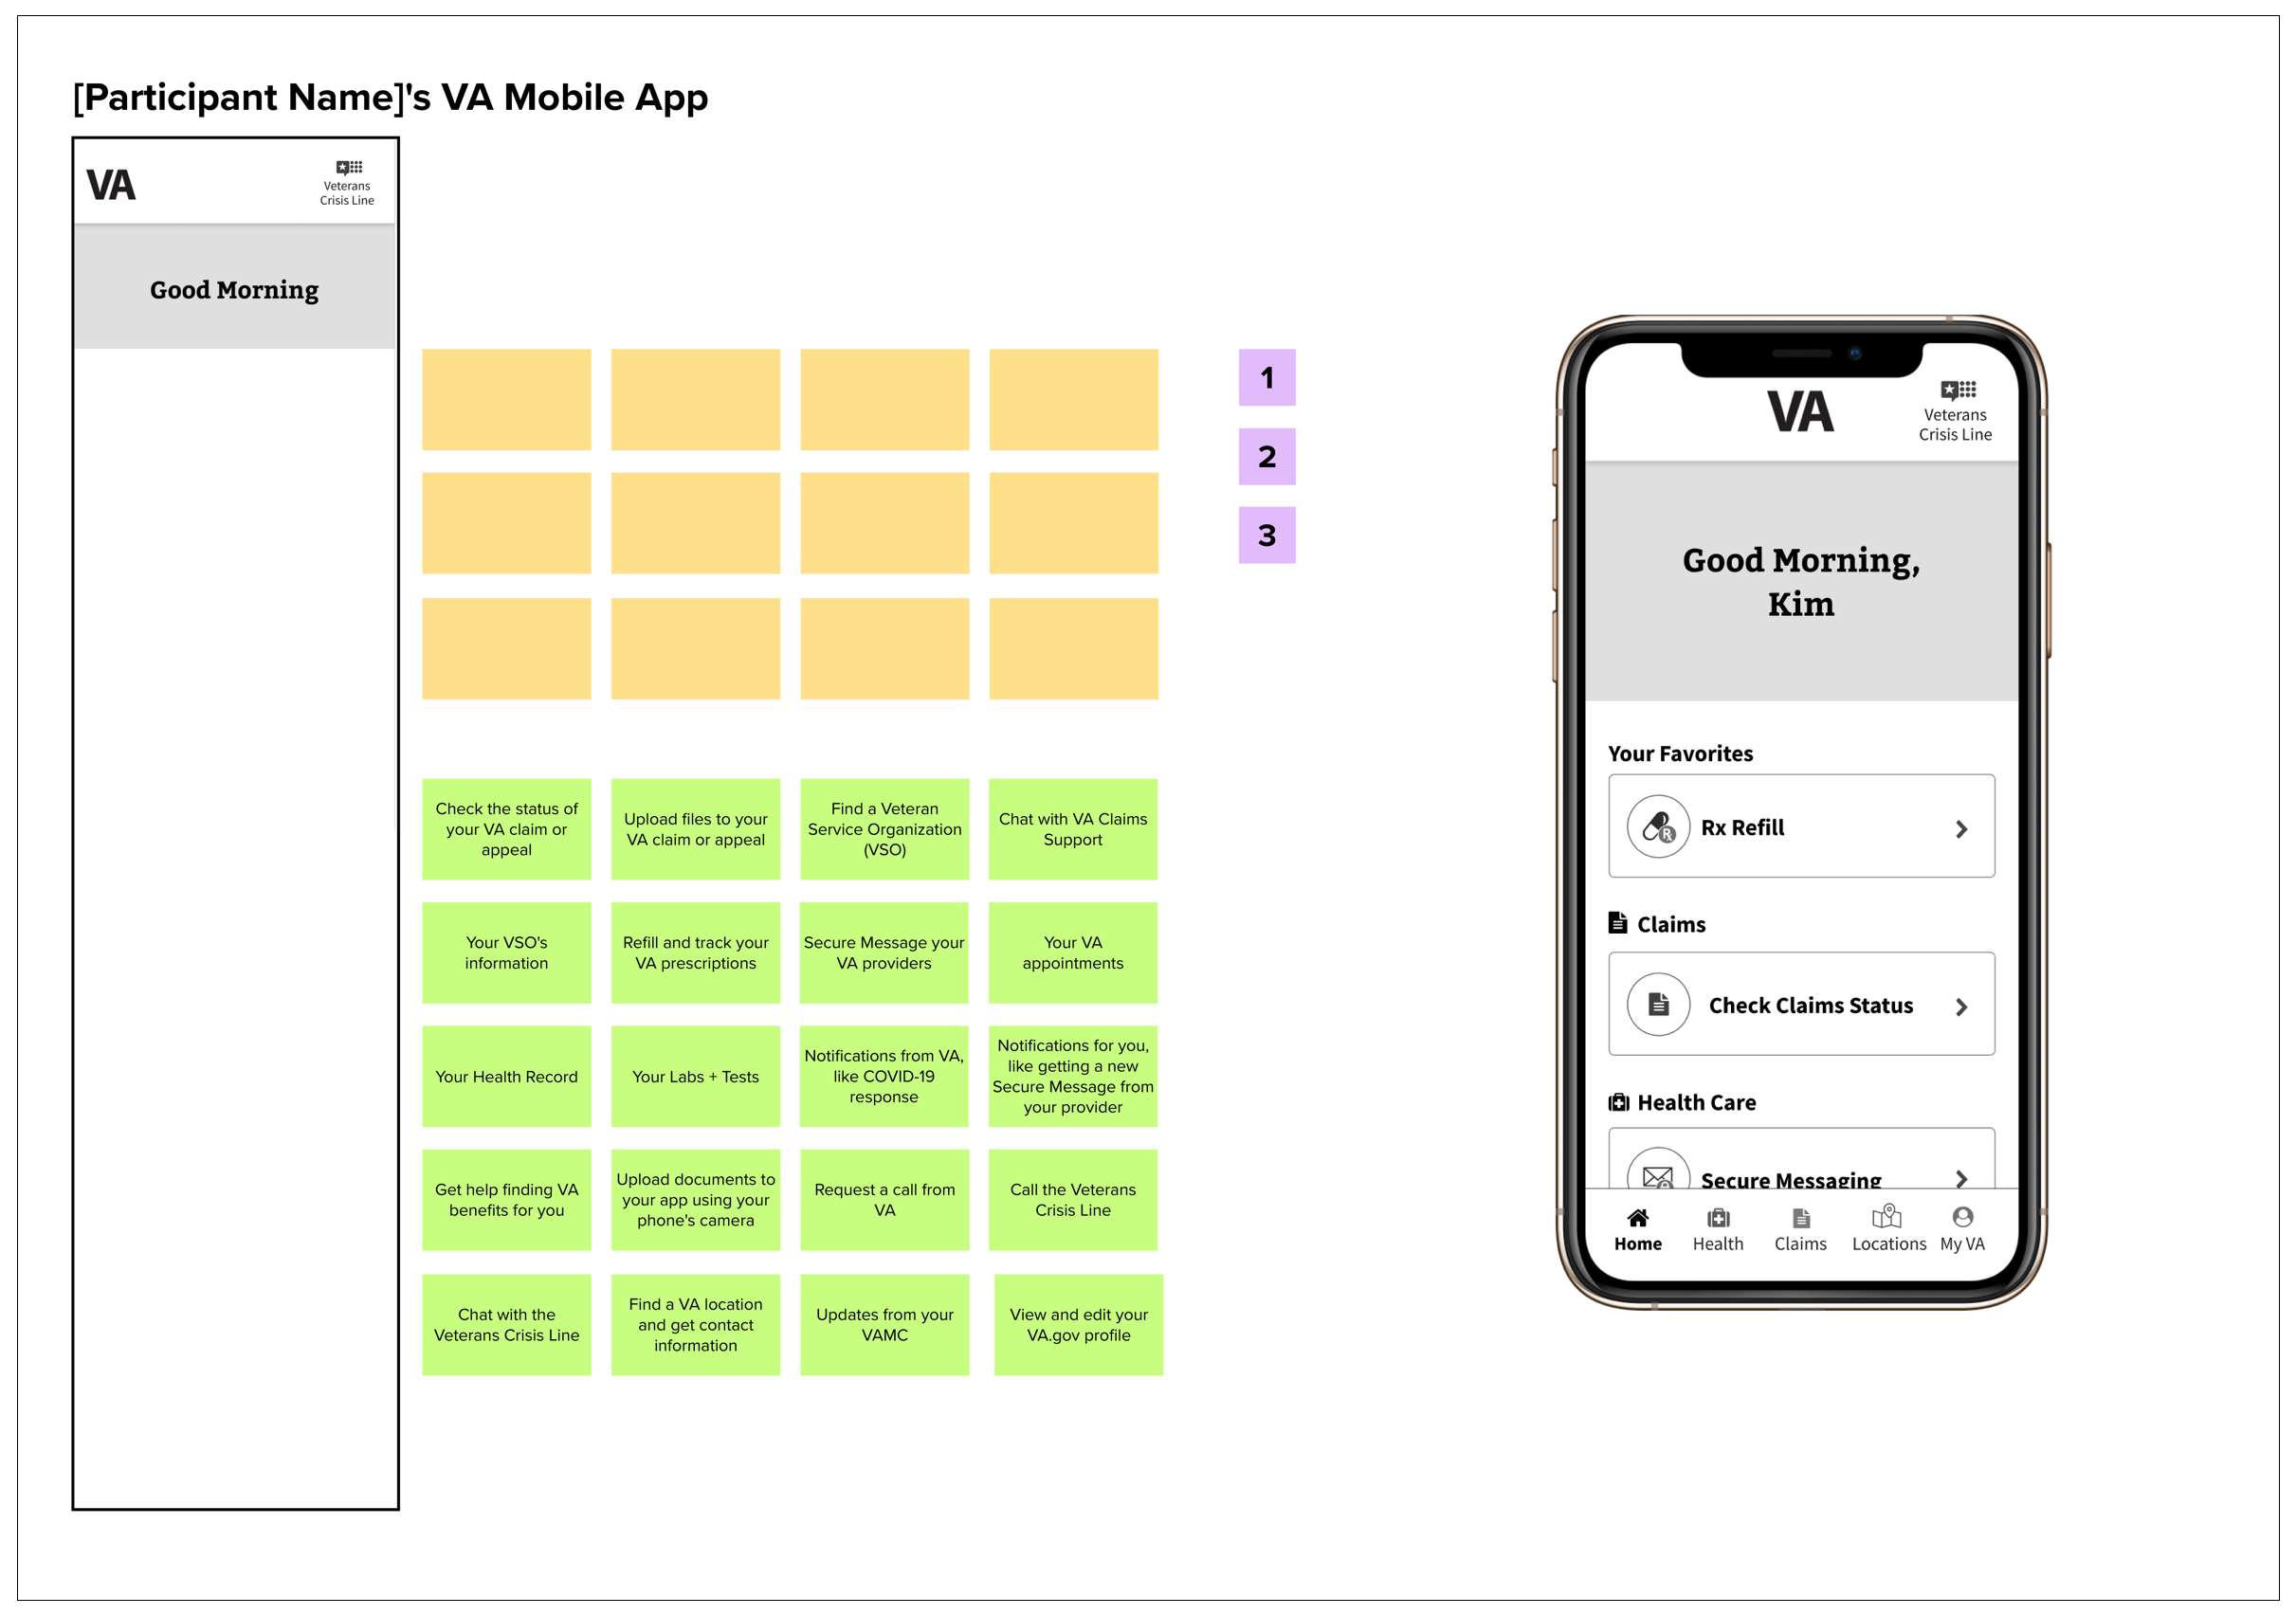 [Participant Name]'s VA Mobile App
VA
Veterans
Crisis Line
Good Morning
1
2
3
Check the status of
your VA claim or
appeal
Upload files to your
VA claim or appeal
Find a Veteran
Service Organization
(VSO)
Chat with VA Claims
Support
Your VSO's
information
Refill and track your
VA prescriptions
Secure Message your
VA providers
Your VA
appointments
Your Health Record
Your Labs + Tests
Notifications from VA,
like COVID-19
response
Notifications for you,
like getting a new
Secure Message from
your provider
Get help finding VA
benefits for you
Upload documents to
your app using your
phone's camera
Request a call from
VA
Call the Veterans
Crisis Line
Chat with the
Veterans Crisis Line
Find a VA location
and get contact
information
Updates from your
VAMC
View and edit your
VA.gov profile
VA
Veterans
Crisis Line
Good Morning,
Kim
Your Favorites
Rx
Rx Refill
Claims
Check Claims Status
Health Care
Secure Messaging
Home
Health
Claims
Locations
My VA